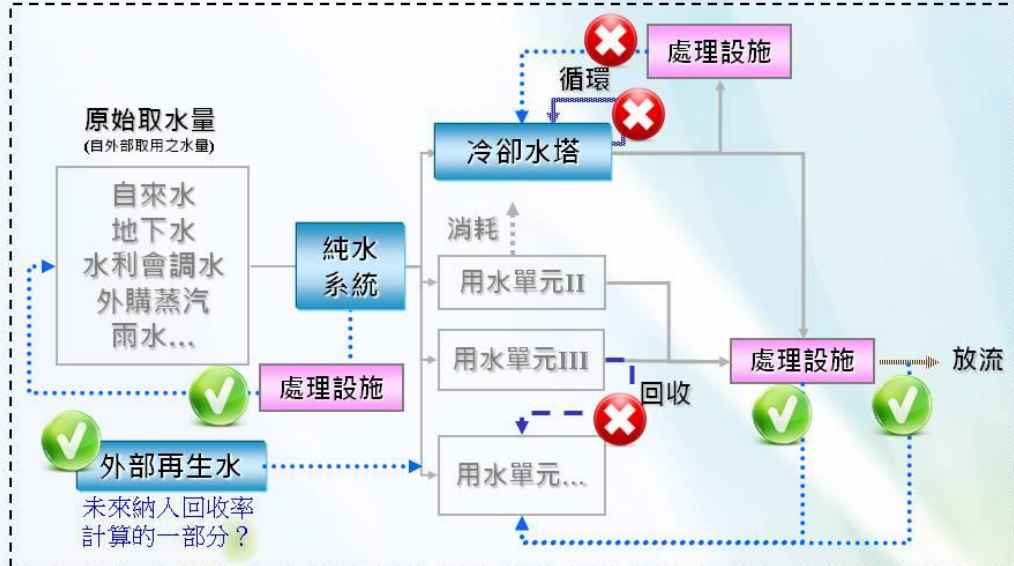 處理設施
循環
原始取水量
(自外部取用之水量)
冷卻水塔
自來水
地下水
水利會調水
外購蒸汽
雨水...
純水
系統
消耗
用水單元II
用水單元III
處理設施
放流
處理設施
回收
外部再生水
用水單元...
未來納入回收率
計算的一部分？